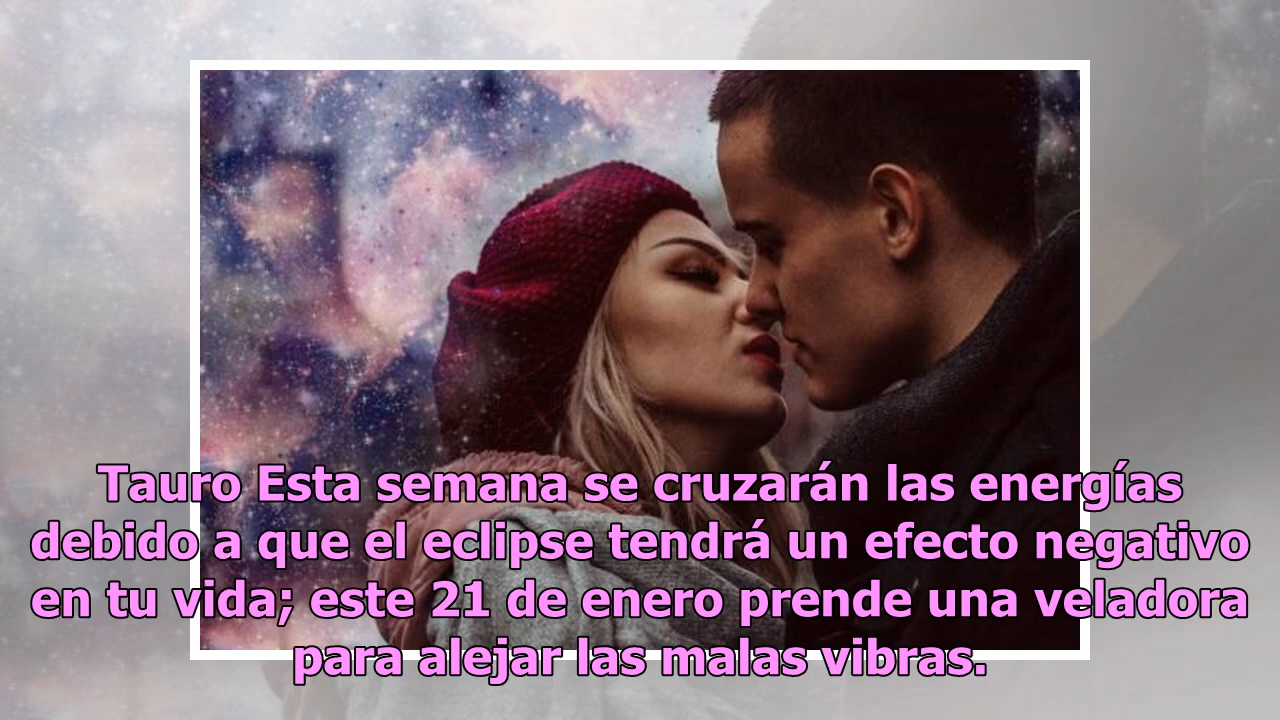 Tauro Esta semana se cruzarán las energías
debido a que el eclipse tendrá un efecto negativo
en tu vida; este 21 de enero prende una veladora
para alejar las malas vibras.